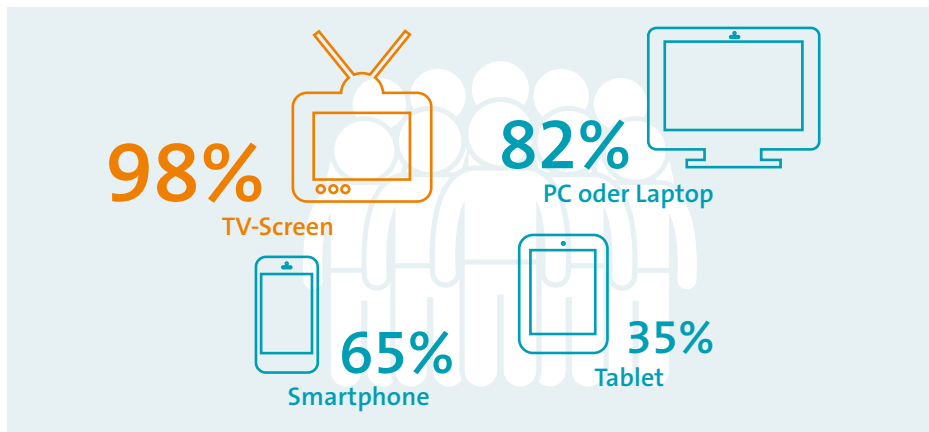 98%
TV-Screen
82%
PC oder Laptop
65%
Smartphone
35%
Tablet